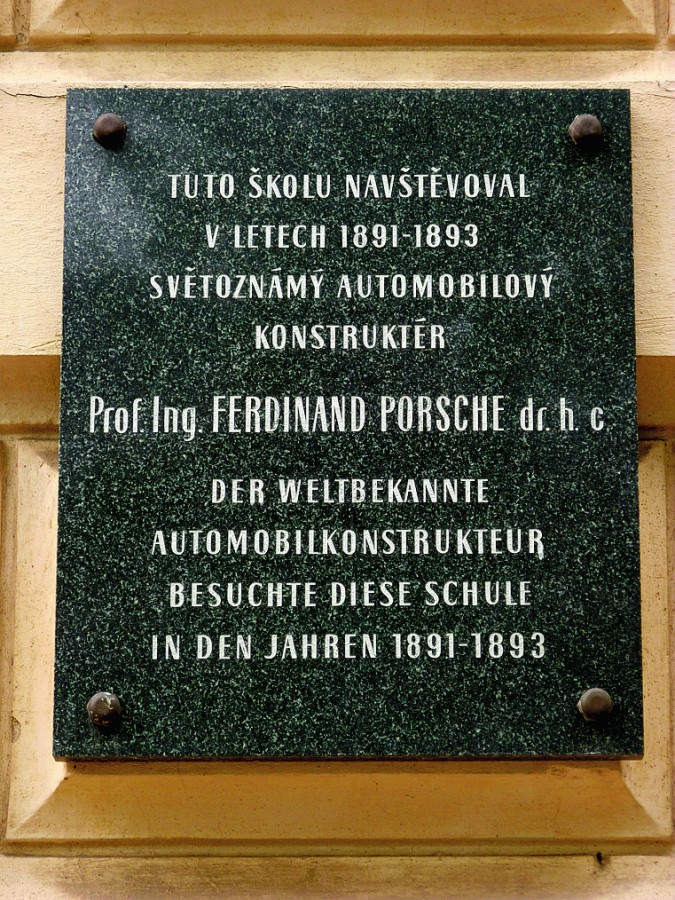 TUTO ŠKOLU NAVŠTĚVOVAL
V LETECH 1891-1893
SVĚTOZNÁMÝ AUTOMOBILOVÝ
KONSTRUKTÉR
Prof. Ing. FERDINAND PORSCHE dr. h. c
DER WELTBEKANNTE
AUTOMOBILKONSTRUKTEUR
BESUCHTE DIESE SCHULE
IN DEN JAHREN 1891-1893